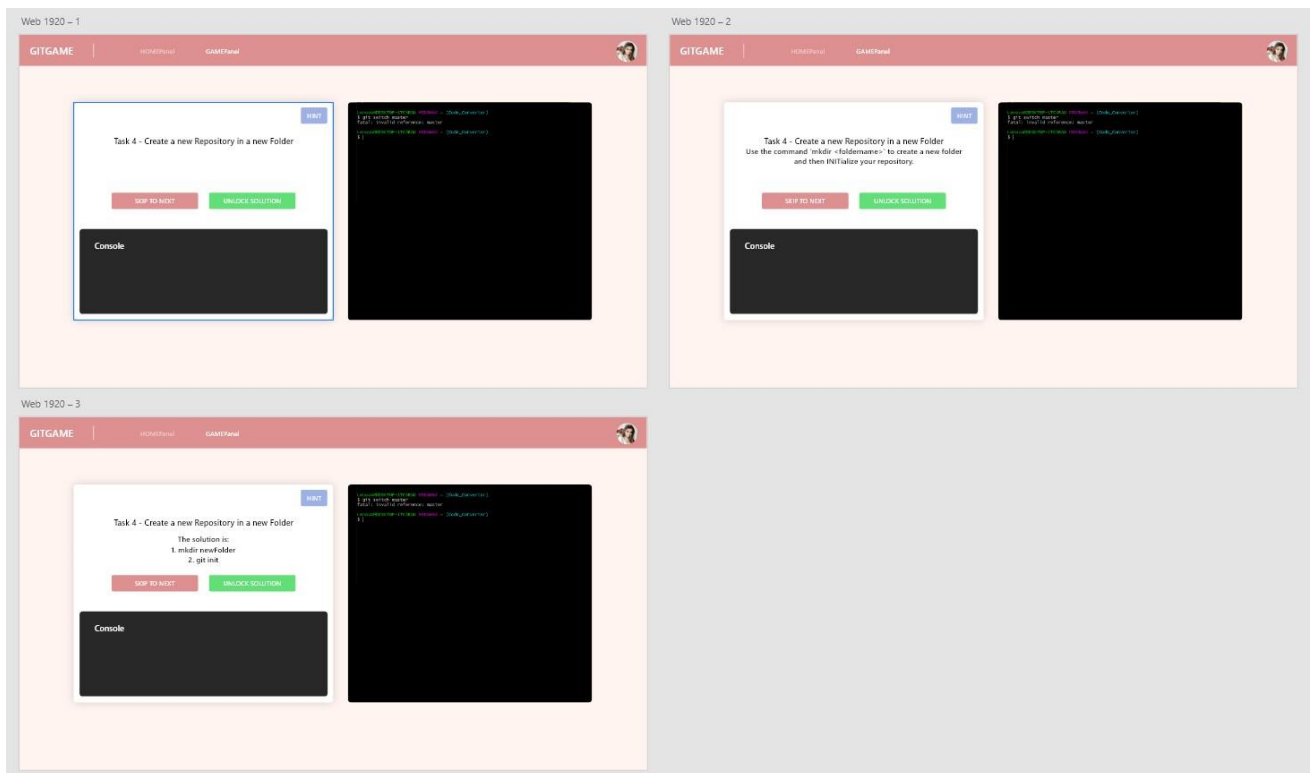 Web 1920 – 1
GITGAME
HOMEPanel
GAMEPanel
HINT
Task 4 - Create a new Repository in a new Folder
SKIP TO NEXT
UNLOCK SOLUTION
Console
$ git switch master
fatal: invalid reference: master
$
Web 1920 – 2
GITGAME
HOMEPanel
GAMEPanel
HINT
Task 4 - Create a new Repository in a new Folder
Use the command 'mkdir <foldername>' to create a new folder
and then INITialize your repository.
SKIP TO NEXT
UNLOCK SOLUTION
Console
$ git switch master
fatal: invalid reference: master
$
Web 1920 – 3
GITGAME
HOMEPanel
GAMEPanel
HINT
Task 4 - Create a new Repository in a new Folder
The solution is:
1. mkdir newFolder
2. git init
SKIP TO NEXT
UNLOCK SOLUTION
Console
$ git switch master
fatal: invalid reference: master
$